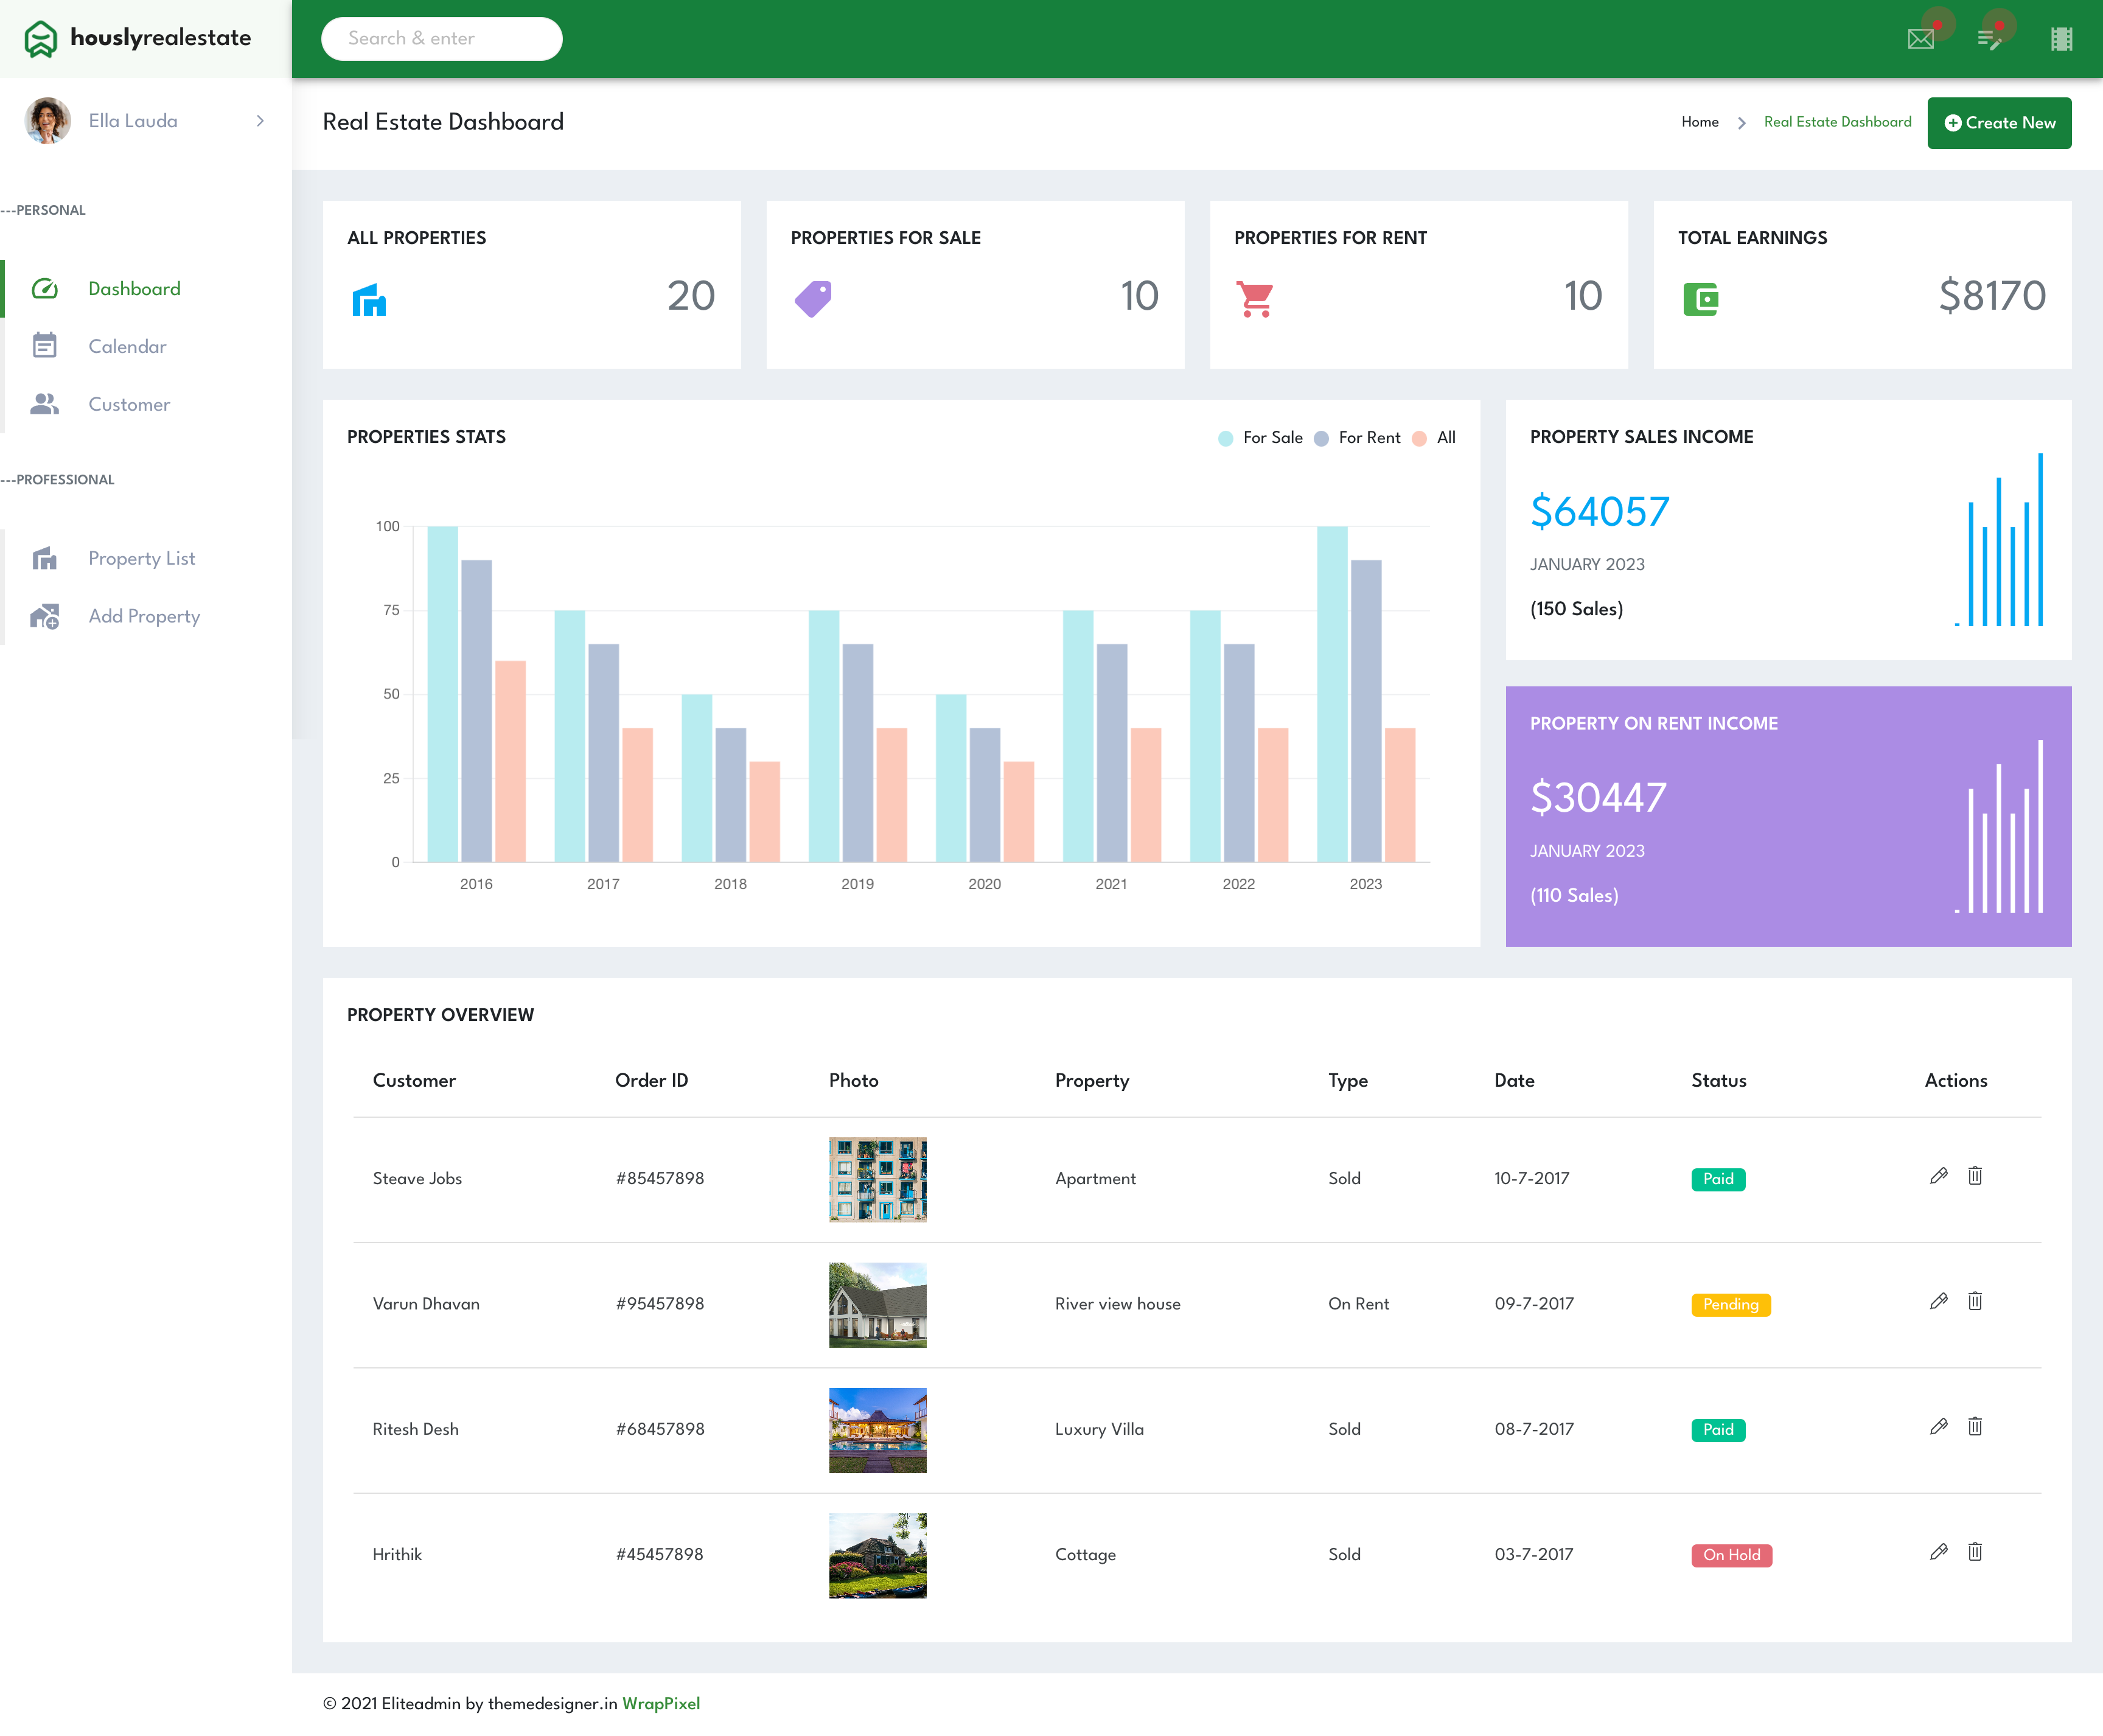 houslyrealestate
Search & enter
Ella Lauda
---PERSONAL
Dashboard
Calendar
Customer
---PROFESSIONAL
Property List
Add Property
Real Estate Dashboard
Home
Real Estate Dashboard
Create New
ALL PROPERTIES
20
PROPERTIES FOR SALE
10
PROPERTIES FOR RENT
10
TOTAL EARNINGS
$8170
PROPERTIES STATS
For Sale For Rent All
100
75
50
25
0
2016 2017 2018 2019 2020 2021 2022 2023
PROPERTY SALES INCOME
$64057
JANUARY 2023
(150 Sales)
PROPERTY ON RENT INCOME
$30447
JANUARY 2023
(110 Sales)
PROPERTY OVERVIEW
Customer Order ID Photo Property Type Date Status Actions
Steave Jobs #85457898 Apartment Sold 10-7-2017 Paid
Varun Dhavan #95457898 River view house On Rent 09-7-2017 Pending
Ritesh Desh #68457898 Luxury Villa Sold 08-7-2017 Paid
Hrithik #45457898 Cottage Sold 03-7-2017 On Hold
© 2021 Eliteadmin by themedesigner.in WrapPixel